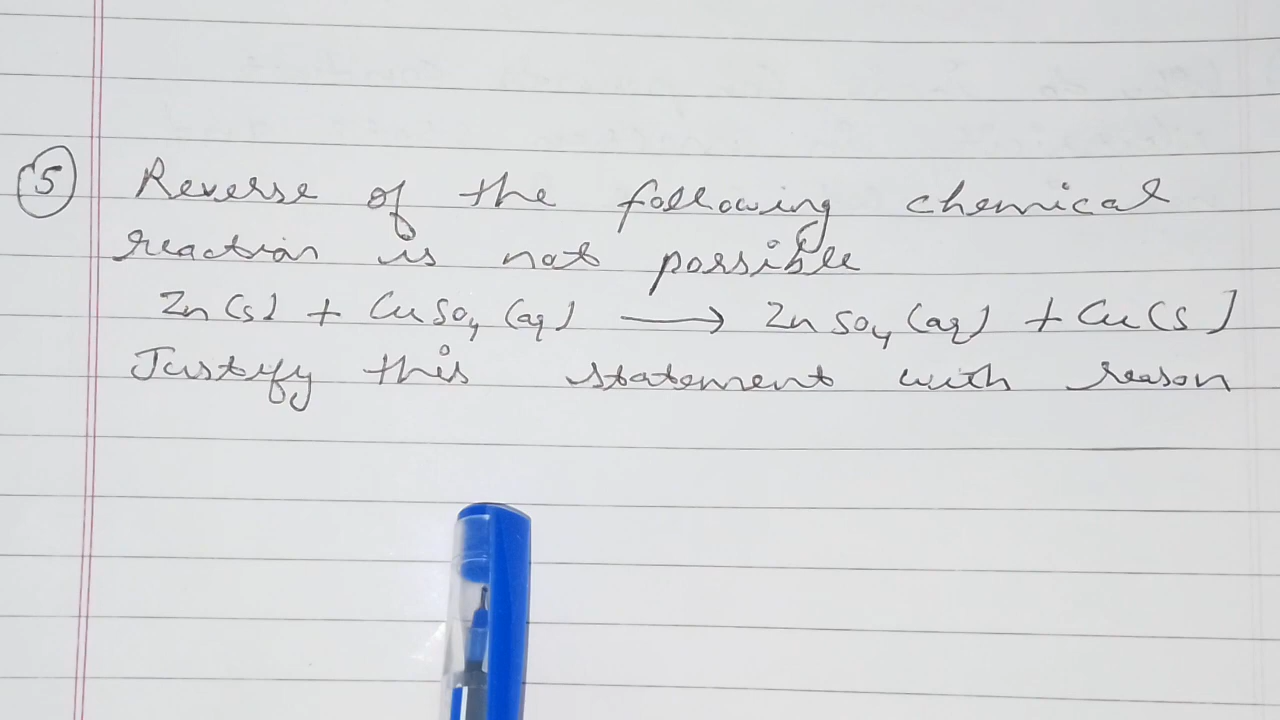 5 Reverse of the following chemical
reaction is not possible
Zn(s) + CuSO₄(aq) ⟶ ZnSO₄(aq) + Cu(s)
Justify this statement with reason